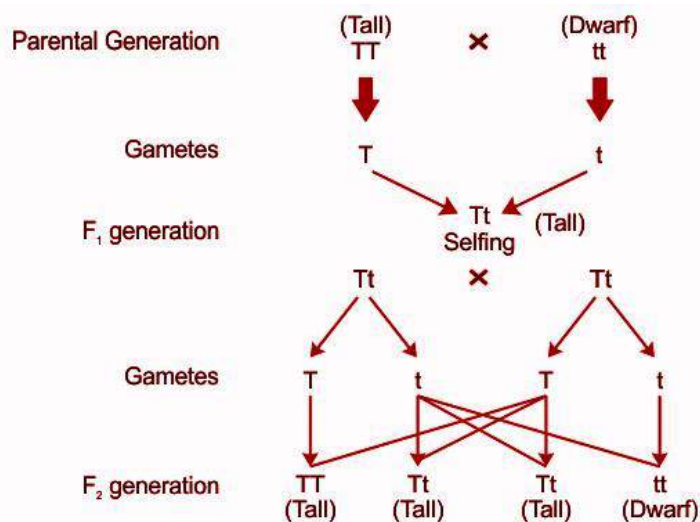 (Tall) (Dwarf)
Parental Generation TT × tt
Gametes T t
F₁ generation Tt (Tall)
Selfing
Tt × Tt
Gametes T t T t
F₂ generation TT Tt Tt tt
(Tall) (Tall) (Tall) (Dwarf)